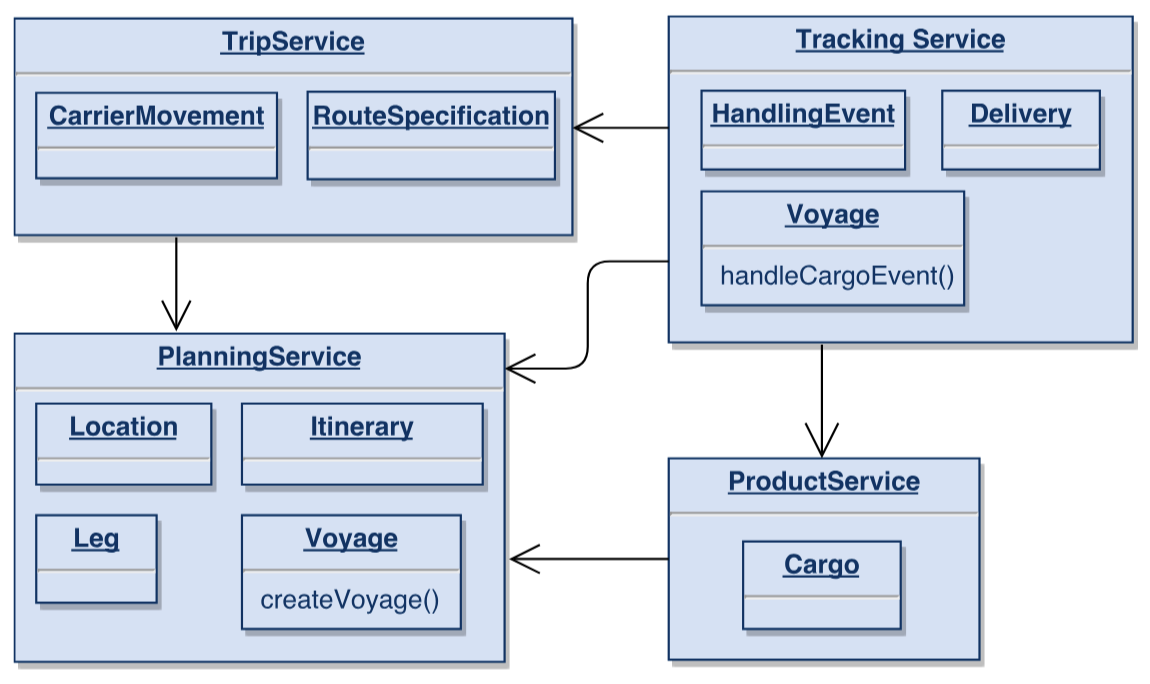 TripService
CarrierMovement
RouteSpecification
Tracking Service
HandlingEvent
Delivery
Voyage
handleCargoEvent()
PlanningService
Location
Itinerary
Leg
Voyage
createVoyage()
ProductService
Cargo